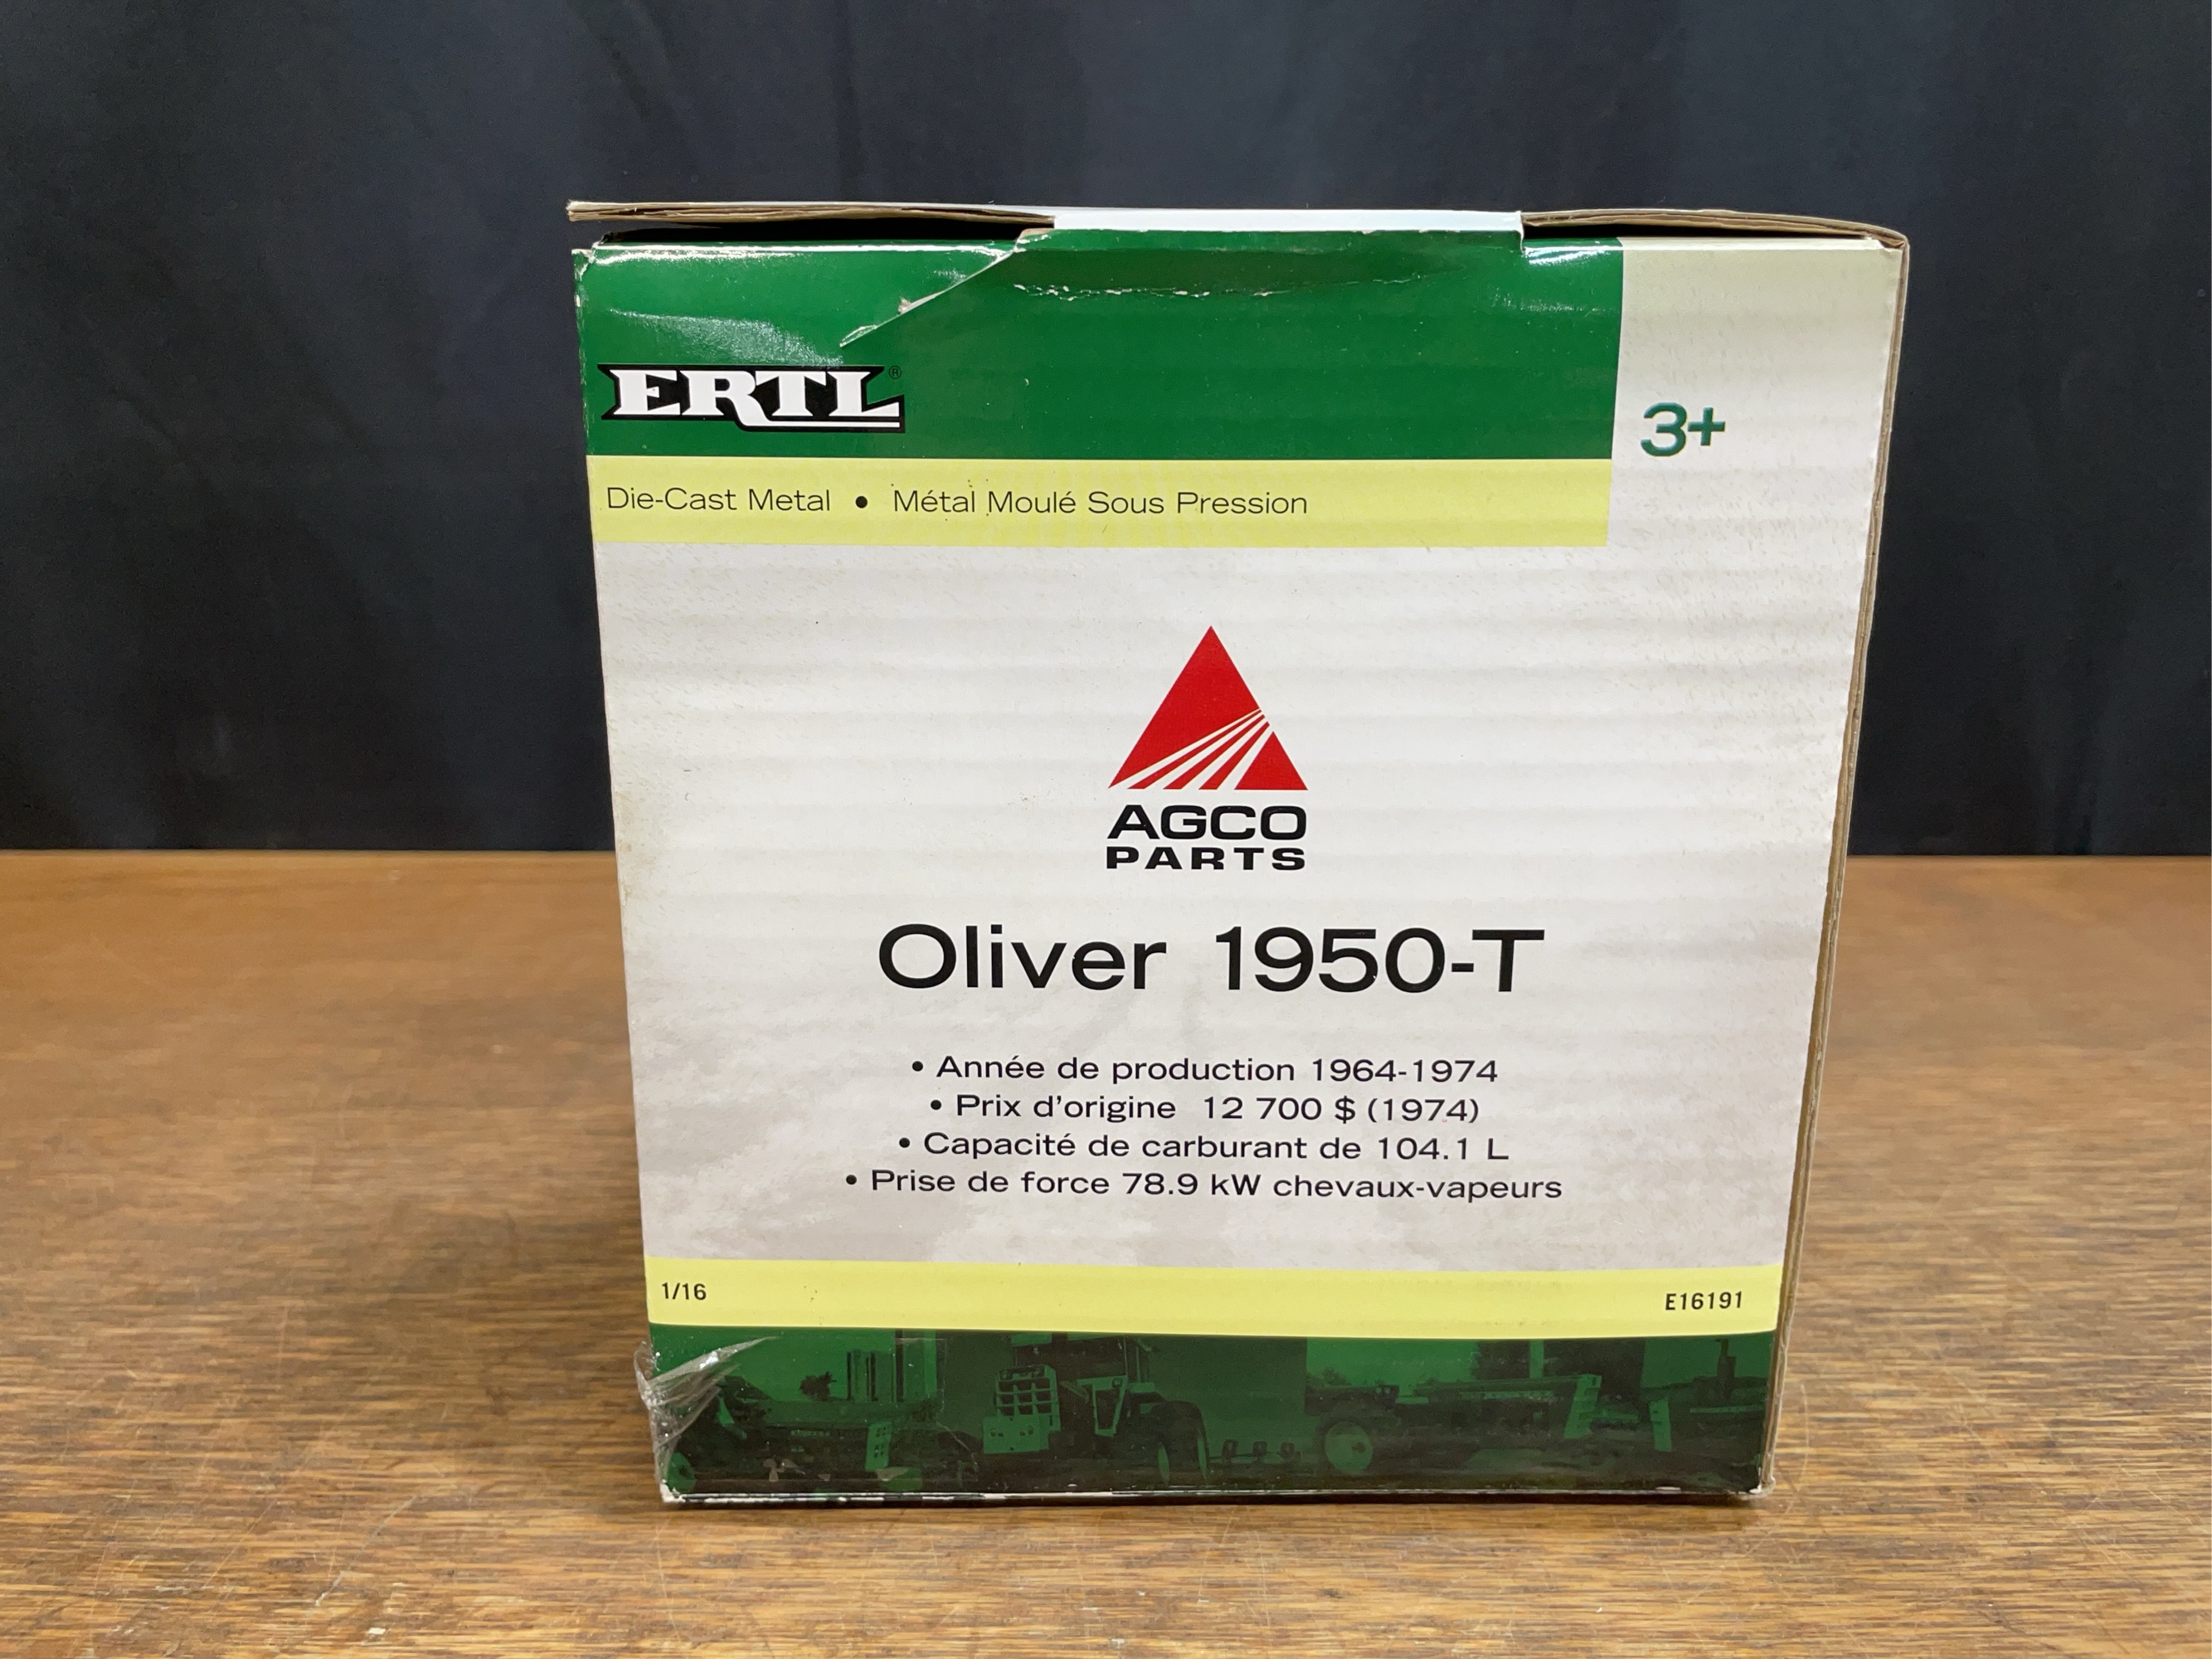 ERTL®
3+
Die-Cast Metal • Métal Moulé Sous Pression
AGCO
PARTS
Oliver 1950-T
• Année de production 1964-1974
• Prix d'origine 12 700 $ (1974)
• Capacité de carburant de 104.1 L
• Prise de force 78.9 kW chevaux-vapeurs
1/16
E16191